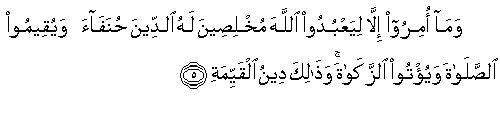 وَمَآ أُمِرُوٓا۟ إِلَّا لِيَعْبُدُوا۟ ٱللَّهَ مُخْلِصِينَ لَهُ ٱلدِّينَ حُنَفَآءَ وَيُقِيمُوا۟
ٱلصَّلَوٰةَ وَيُؤْتُوا۟ ٱلزَّكَوٰةَ ۚ وَذَٰلِكَ دِينُ ٱلْقَيِّمَةِ ۝٥